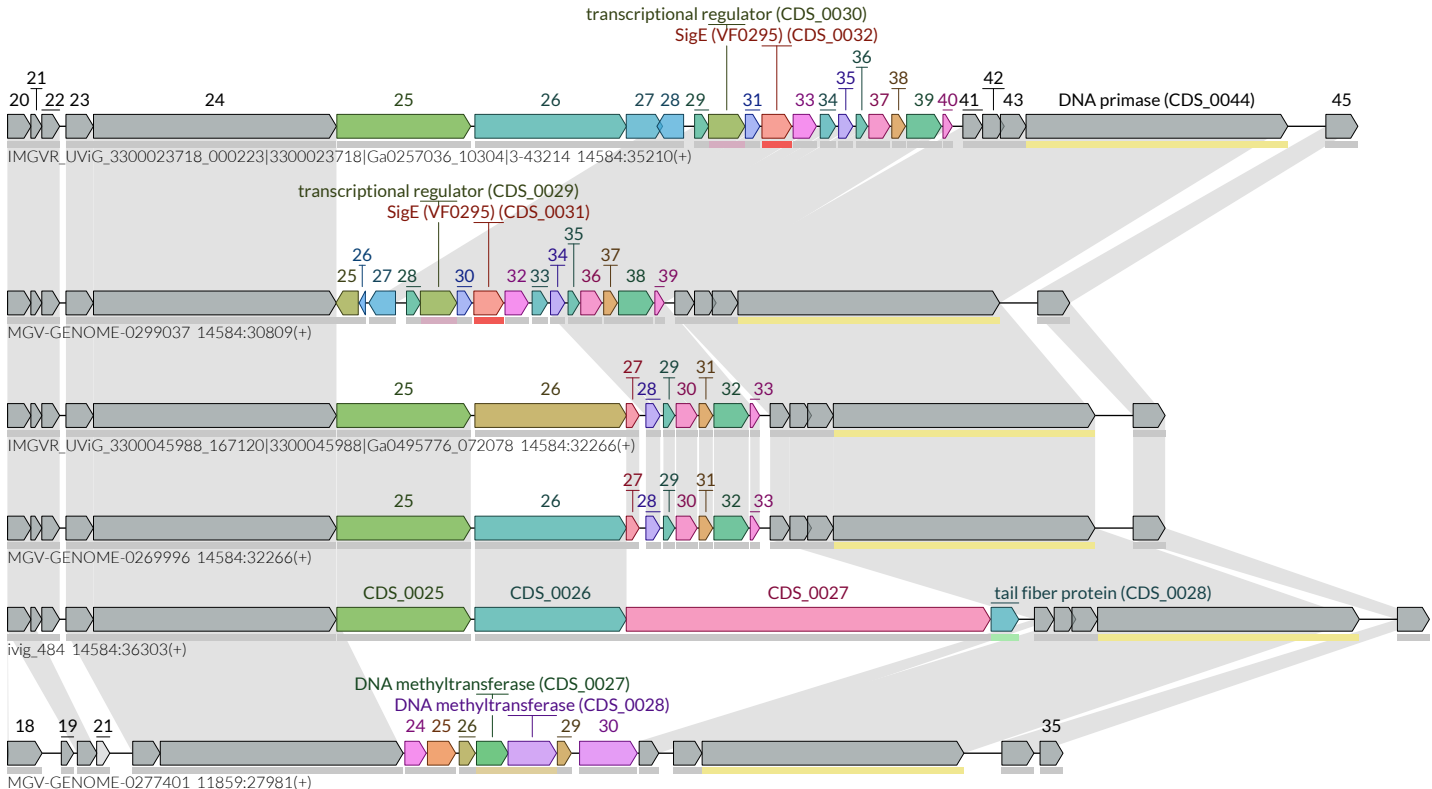 transcriptional regulator (CDS_0030)
SigE (VF0295) (CDS_0032)
20 21 22 23 24 25 26 27 28 29 31 33 34 35 36 37 38 39 40 41 42 43 DNA primase (CDS_0044) 45
IMGVR_UViG_3300023718_000223|3300023718|Ga0257036_10304|3-43214 14584:35210(+)
transcriptional regulator (CDS_0029)
SigE (VF0295) (CDS_0031)
25 26 27 28 30 32 33 34 35 36 37 38 39
MGV-GENOME-0299037 14584:30809(+)
25 26 27 28 29 30 31 32 33
IMGVR_UViG_3300045988_167120|3300045988|Ga0495776_072078 14584:32266(+)
25 26 27 28 29 30 31 32 33
MGV-GENOME-0269996 14584:32266(+)
CDS_0025 CDS_0026 CDS_0027 tail fiber protein (CDS_0028)
ivig_484 14584:36303(+)
DNA methyltransferase (CDS_0027)
DNA methyltransferase (CDS_0028)
18 19 21 24 25 26 29 30 35
MGV-GENOME-0277401 11859:27981(+)